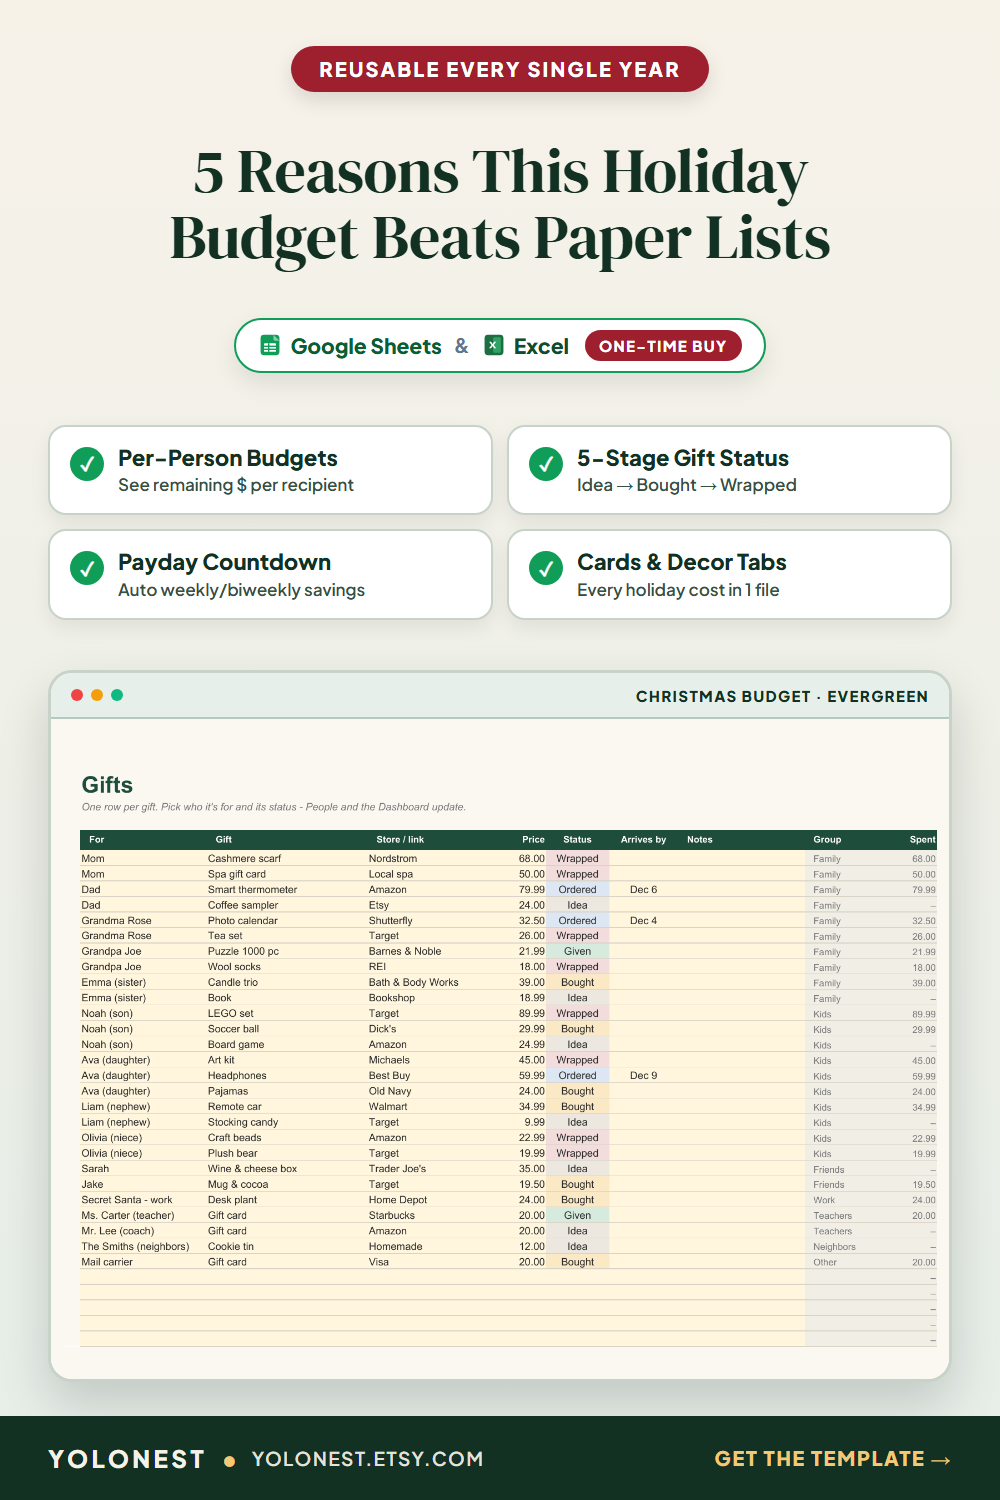 REUSABLE EVERY SINGLE YEAR
5 Reasons This Holiday
Budget Beats Paper Lists
Google Sheets & Excel ONE-TIME BUY
Per-Person Budgets
See remaining $ per recipient
5-Stage Gift Status
Idea → Bought → Wrapped
Payday Countdown
Auto weekly/biweekly savings
Cards & Decor Tabs
Every holiday cost in 1 file
CHRISTMAS BUDGET · EVERGREEN
Gifts
One row per gift. Pick who it's for and its status - People and the Dashboard update.
For Gift Store / link Price Status Arrives by Notes Group Spent
Mom Cashmere scarf Nordstrom 68.00 Wrapped Family 68.00
Mom Spa gift card Local spa 50.00 Wrapped Family 50.00
Dad Smart thermometer Amazon 79.99 Ordered Dec 6 Family 79.99
Dad Coffee sampler Etsy 24.00 Idea Family –
Grandma Rose Photo calendar Shutterfly 32.50 Ordered Dec 4 Family 32.50
Grandma Rose Tea set Target 26.00 Wrapped Family 26.00
Grandpa Joe Puzzle 1000 pc Barnes & Noble 21.99 Given Family 21.99
Grandpa Joe Wool socks REI 18.00 Wrapped Family 18.00
Emma (sister) Candle trio Bath & Body Works 39.00 Bought Family 39.00
Emma (sister) Book Bookshop 18.99 Idea Family –
Noah (son) LEGO set Target 89.99 Wrapped Kids 89.99
Noah (son) Soccer ball Dick's 29.99 Bought Kids 29.99
Noah (son) Board game Amazon 24.99 Idea Kids –
Ava (daughter) Art kit Michaels 45.00 Wrapped Kids 45.00
Ava (daughter) Headphones Best Buy 59.99 Ordered Dec 9 Kids 59.99
Ava (daughter) Pajamas Old Navy 24.00 Bought Kids 24.00
Liam (nephew) Remote car Walmart 34.99 Bought Kids 34.99
Liam (nephew) Stocking candy Target 9.99 Idea Kids –
Olivia (niece) Craft beads Amazon 22.99 Wrapped Kids 22.99
Olivia (niece) Plush bear Target 19.99 Wrapped Kids 19.99
Sarah Wine & cheese box Trader Joe's 35.00 Idea Friends –
Jake Mug & cocoa Target 19.50 Bought Friends 19.50
Secret Santa - work Desk plant Home Depot 24.00 Bought Work 24.00
Ms. Carter (teacher) Gift card Starbucks 20.00 Given Teachers 20.00
Mr. Lee (coach) Gift card Amazon 20.00 Idea Teachers –
The Smiths (neighbors) Cookie tin Homemade 12.00 Idea Neighbors –
Mail carrier Gift card Visa 20.00 Bought Other 20.00
–
–
–
–
–
YOLONEST • YOLONEST.ETSY.COM
GET THE TEMPLATE →